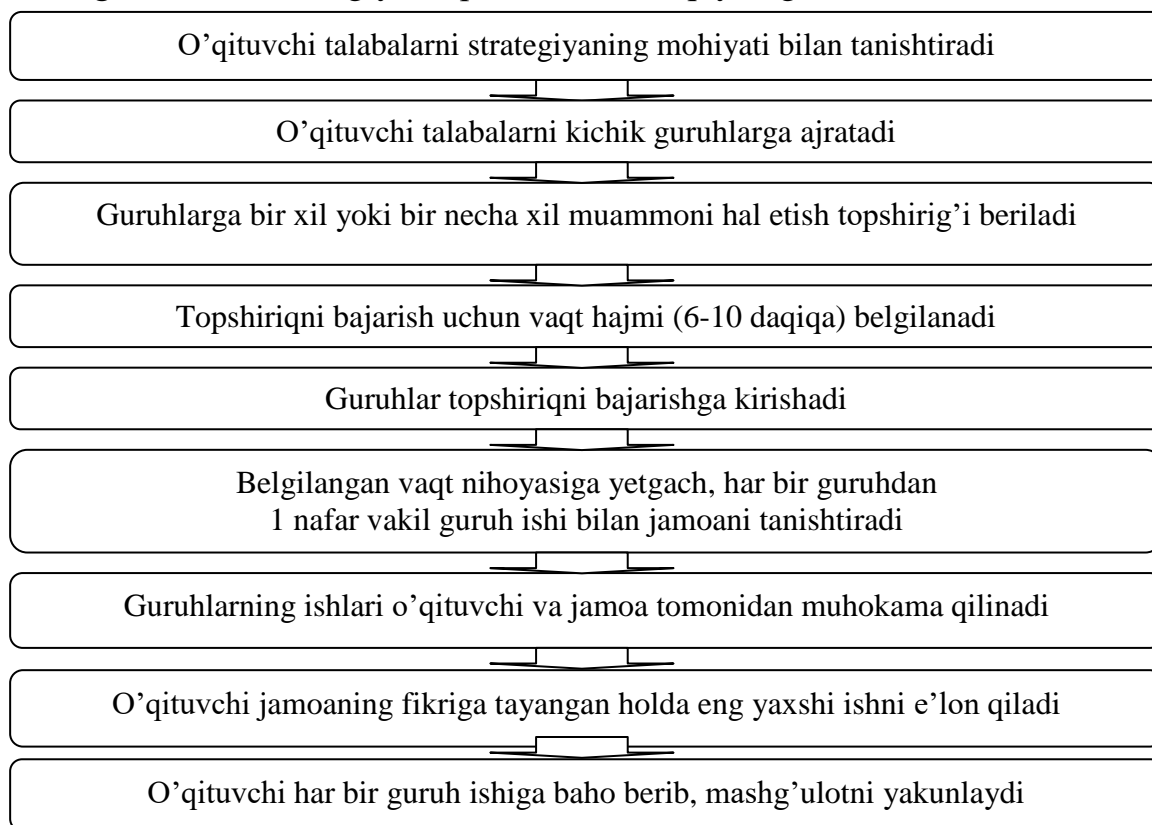 O’qituvchi talabalarni strategiyaning mohiyati bilan tanishtiradi
O’qituvchi talabalarni kichik guruhlarga ajratadi
Guruhlarga bir xil yoki bir necha xil muammoni hal etish topshirig’i beriladi
Topshiriqni bajarish uchun vaqt hajmi (6-10 daqiqa) belgilanadi
Guruhlar topshiriqni bajarishga kirishadi
Belgilangan vaqt nihoyasiga yetgach, har bir guruhdan
1 nafar vakil guruh ishi bilan jamoani tanishtiradi
Guruhlarning ishlari o’qituvchi va jamoa tomonidan muhokama qilinadi
O’qituvchi jamoaning fikriga tayangan holda eng yaxshi ishni e’lon qiladi
O’qituvchi har bir guruh ishiga baho berib, mashg’ulotni yakunlaydi